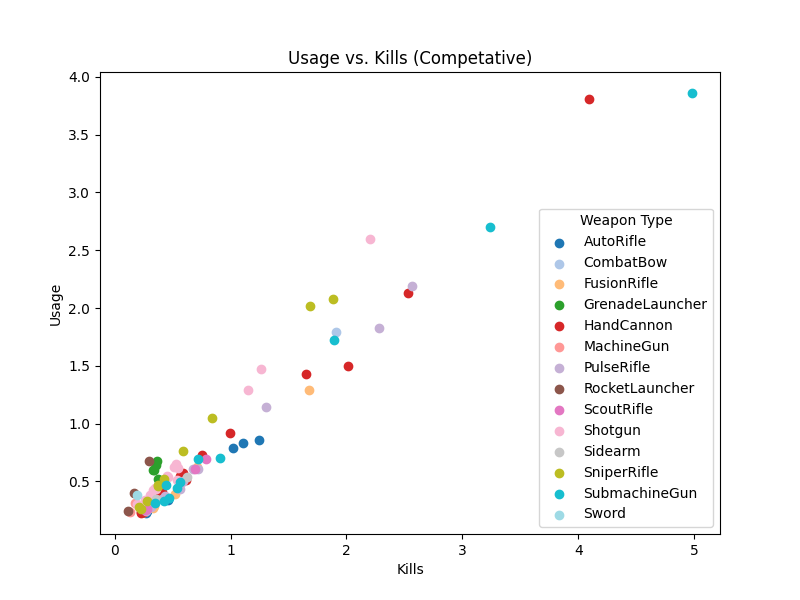 Usage vs. Kills (Competative)
4.0
3.5
3.0
2.5
2.0
1.5
1.0
0.5
Usage
0 1 2 3 4 5
Kills
Weapon Type
AutoRifle
CombatBow
FusionRifle
GrenadeLauncher
HandCannon
MachineGun
PulseRifle
RocketLauncher
ScoutRifle
Shotgun
Sidearm
SniperRifle
SubmachineGun
Sword